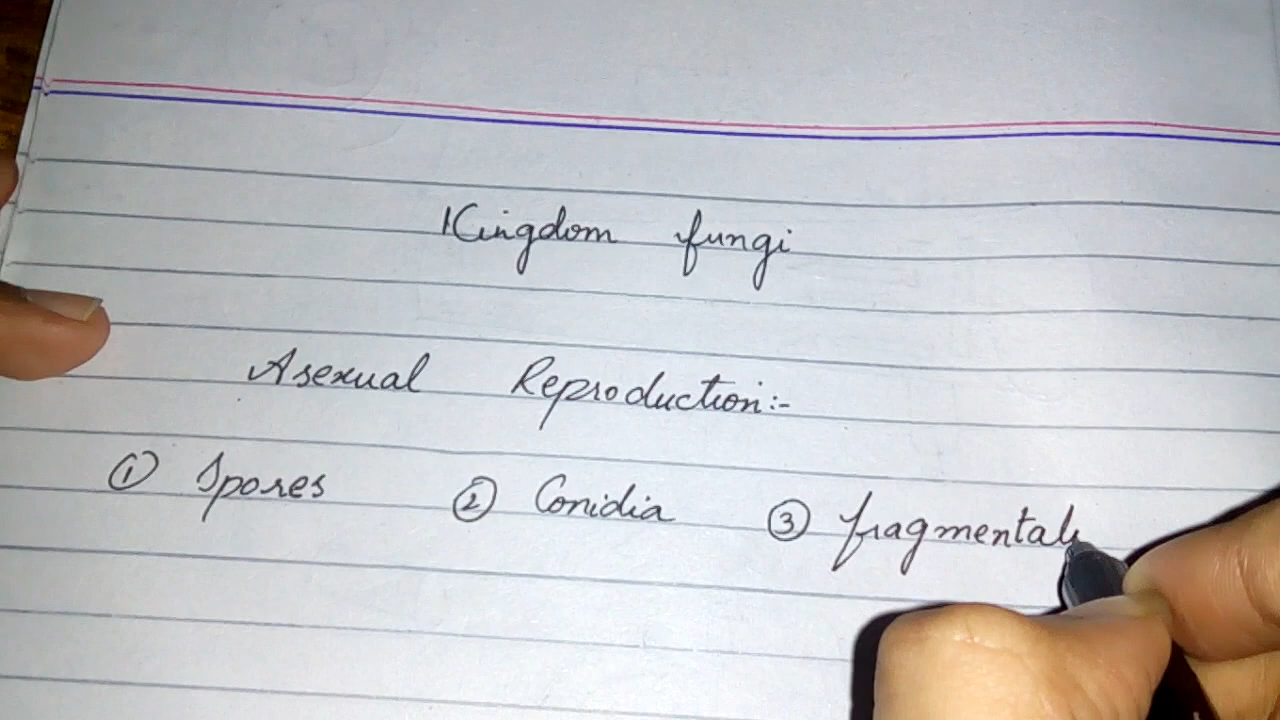 Kingdom fungi
Asexual Reproduction:-
① Spores ② Conidia ③ fragmentat